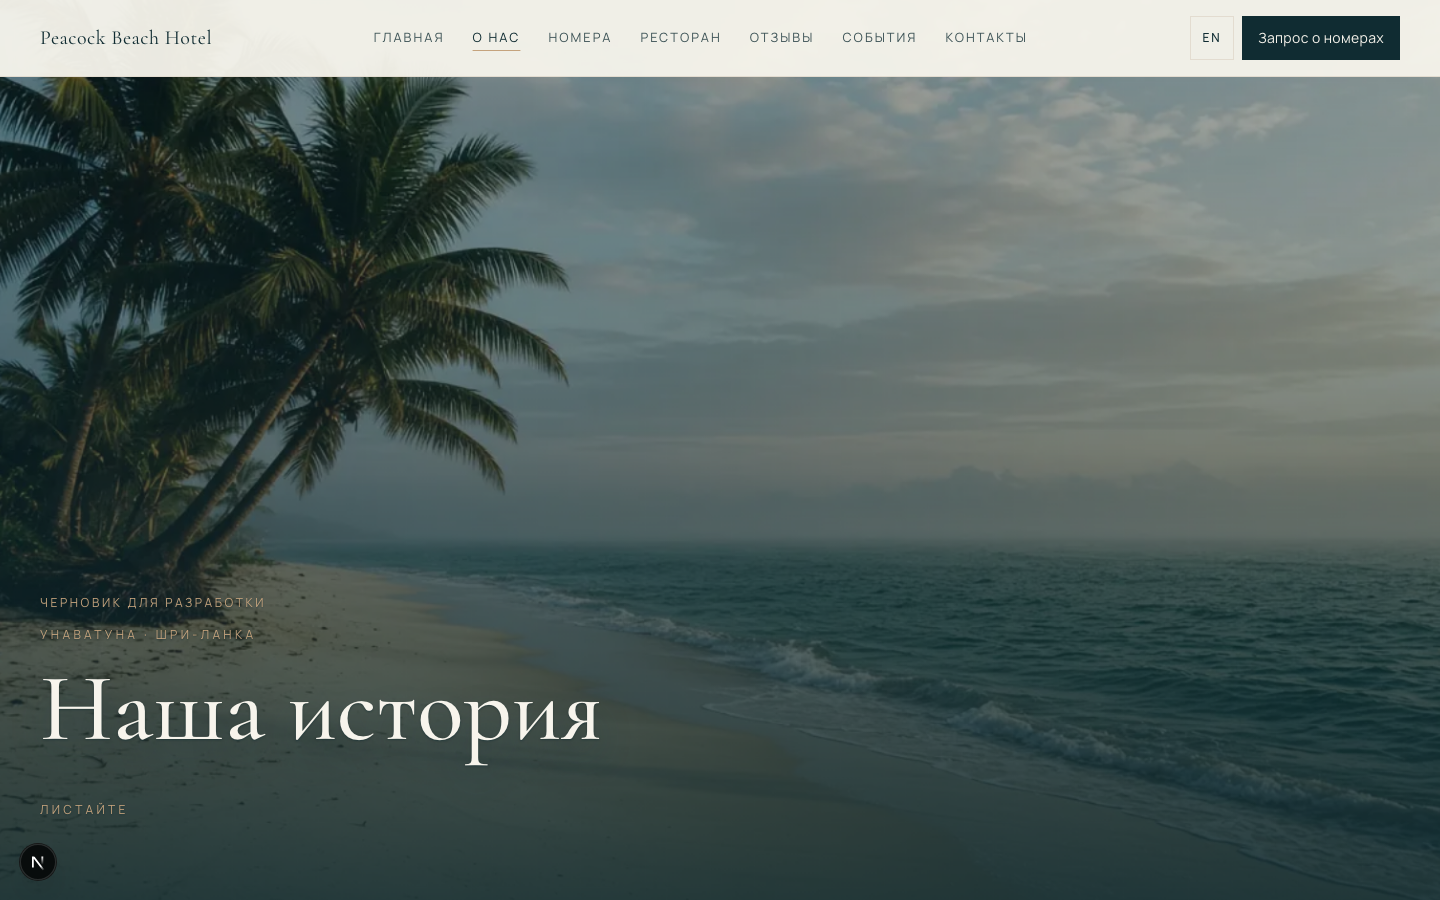 Peacock Beach Hotel
ГЛАВНАЯ
О НАС
НОМЕРА
РЕСТОРАН
ОТЗЫВЫ
СОБЫТИЯ
КОНТАКТЫ
EN
Запрос о номерах
ЧЕРНОВИК ДЛЯ РАЗРАБОТКИ
УНАВАТУНА · ШРИ-ЛАНКА
Наша история
ЛИСТАЙТЕ
N